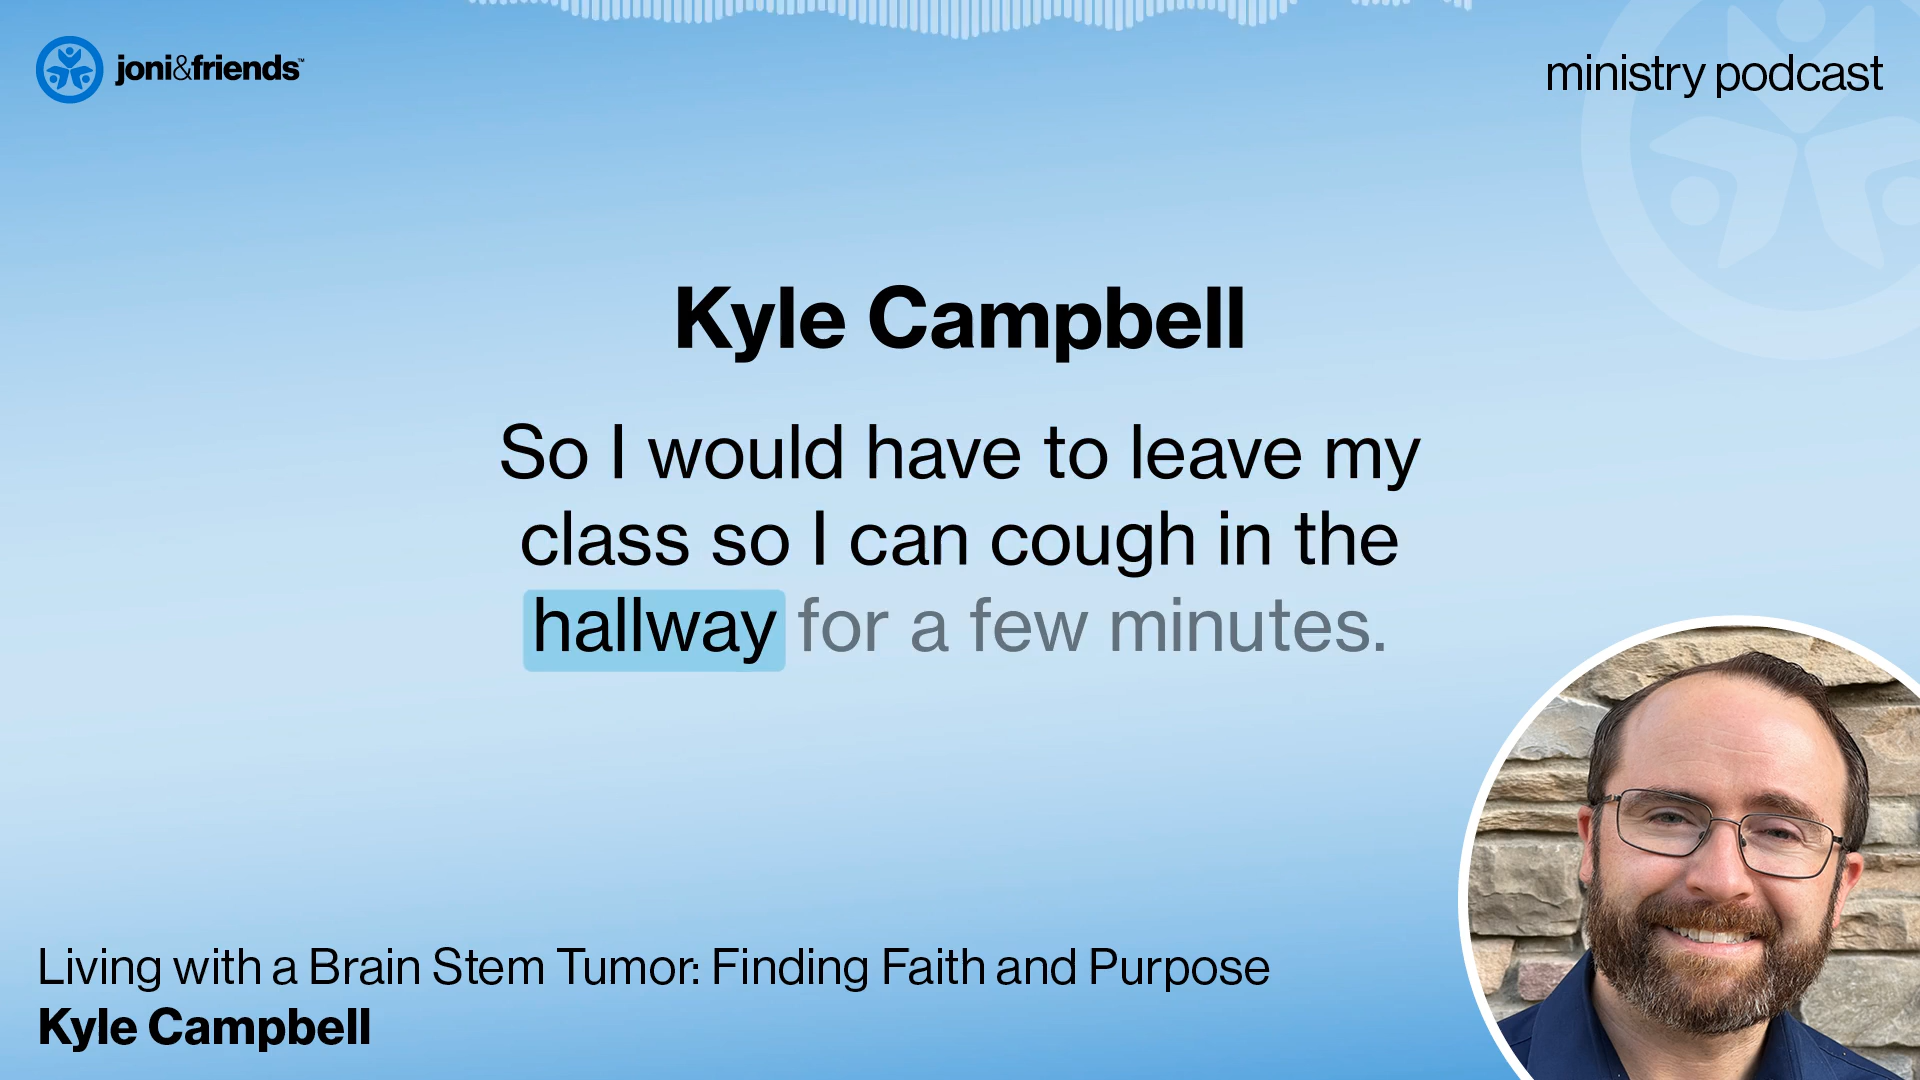 joni&friends™
ministry podcast
Kyle Campbell
So I would have to leave my
class so I can cough in the
hallway for a few minutes.
Living with a Brain Stem Tumor: Finding Faith and Purpose
Kyle Campbell